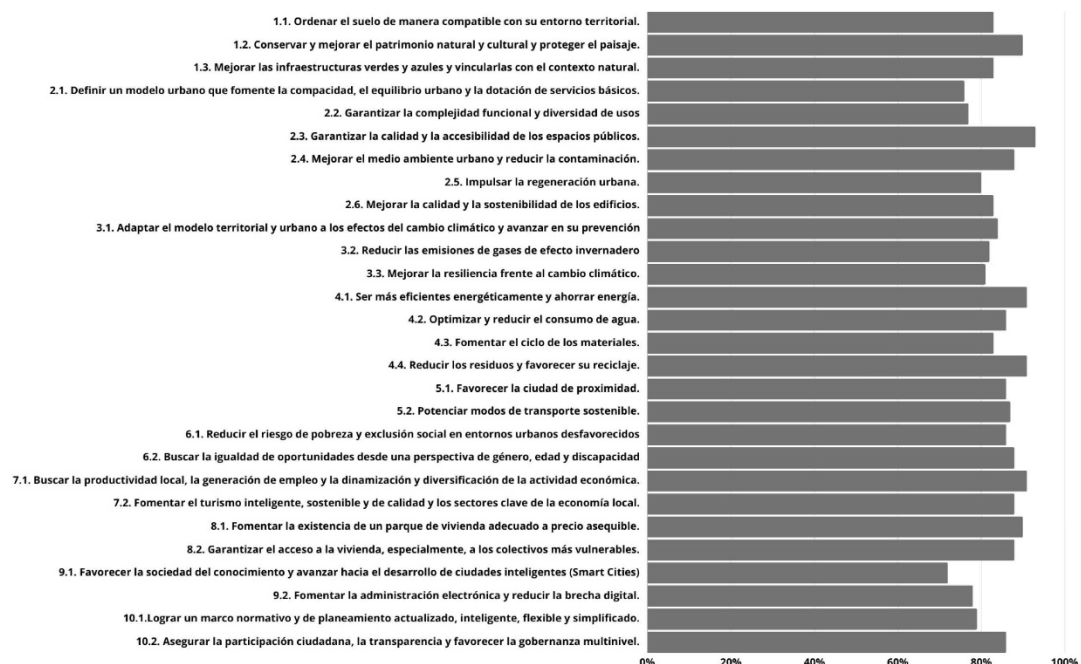 1.1. Ordenar el suelo de manera compatible con su entorno territorial.
1.2. Conservar y mejorar el patrimonio natural y cultural y proteger el paisaje.
1.3. Mejorar las infraestructuras verdes y azules y vincularlas con el contexto natural.
2.1. Definir un modelo urbano que fomente la compacidad, el equilibrio urbano y la dotación de servicios básicos.
2.2. Garantizar la complejidad funcional y diversidad de usos
2.3. Garantizar la calidad y la accesibilidad de los espacios públicos.
2.4. Mejorar el medio ambiente urbano y reducir la contaminación.
2.5. Impulsar la regeneración urbana.
2.6. Mejorar la calidad y la sostenibilidad de los edificios.
3.1. Adaptar el modelo territorial y urbano a los efectos del cambio climático y avanzar en su prevención
3.2. Reducir las emisiones de gases de efecto invernadero
3.3. Mejorar la resiliencia frente al cambio climático.
4.1. Ser más eficientes energéticamente y ahorrar energía.
4.2. Optimizar y reducir el consumo de agua.
4.3. Fomentar el ciclo de los materiales.
4.4. Reducir los residuos y favorecer su reciclaje.
5.1. Favorecer la ciudad de proximidad.
5.2. Potenciar modos de transporte sostenible.
6.1. Reducir el riesgo de pobreza y exclusión social en entornos urbanos desfavorecidos
6.2. Buscar la igualdad de oportunidades desde una perspectiva de género, edad y discapacidad
7.1. Buscar la productividad local, la generación de empleo y la dinamización y diversificación de la actividad económica.
7.2. Fomentar el turismo inteligente, sostenible y de calidad y los sectores clave de la economía local.
8.1. Fomentar la existencia de un parque de vivienda adecuado a precio asequible.
8.2. Garantizar el acceso a la vivienda, especialmente, a los colectivos más vulnerables.
9.1. Favorecer la sociedad del conocimiento y avanzar hacia el desarrollo de ciudades inteligentes (Smart Cities)
9.2. Fomentar la administración electrónica y reducir la brecha digital.
10.1.Lograr un marco normativo y de planeamiento actualizado, inteligente, flexible y simplificado.
10.2. Asegurar la participación ciudadana, la transparencia y favorecer la gobernanza multinivel.
0% 20% 40% 60% 80% 100%